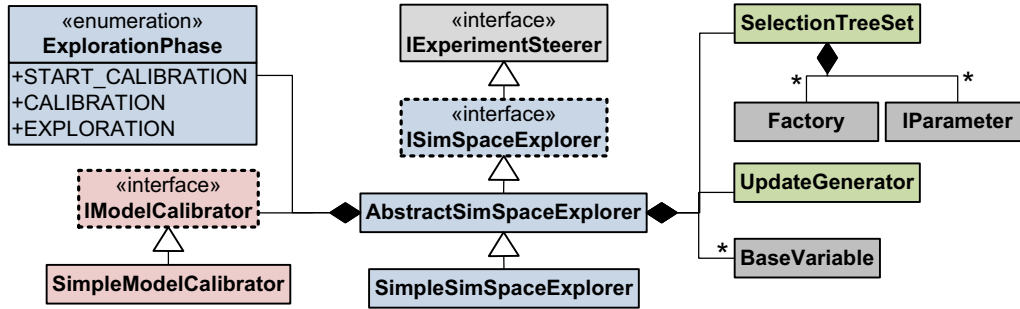 «enumeration»
ExplorationPhase
+START_CALIBRATION
+CALIBRATION
+EXPLORATION
«interface»
IExperimentSteerer
«interface»
ISimSpaceExplorer
SelectionTreeSet
*
*
Factory
IParameter
«interface»
IModelCalibrator
AbstractSimSpaceExplorer
UpdateGenerator
*
BaseVariable
SimpleModelCalibrator
SimpleSimSpaceExplorer